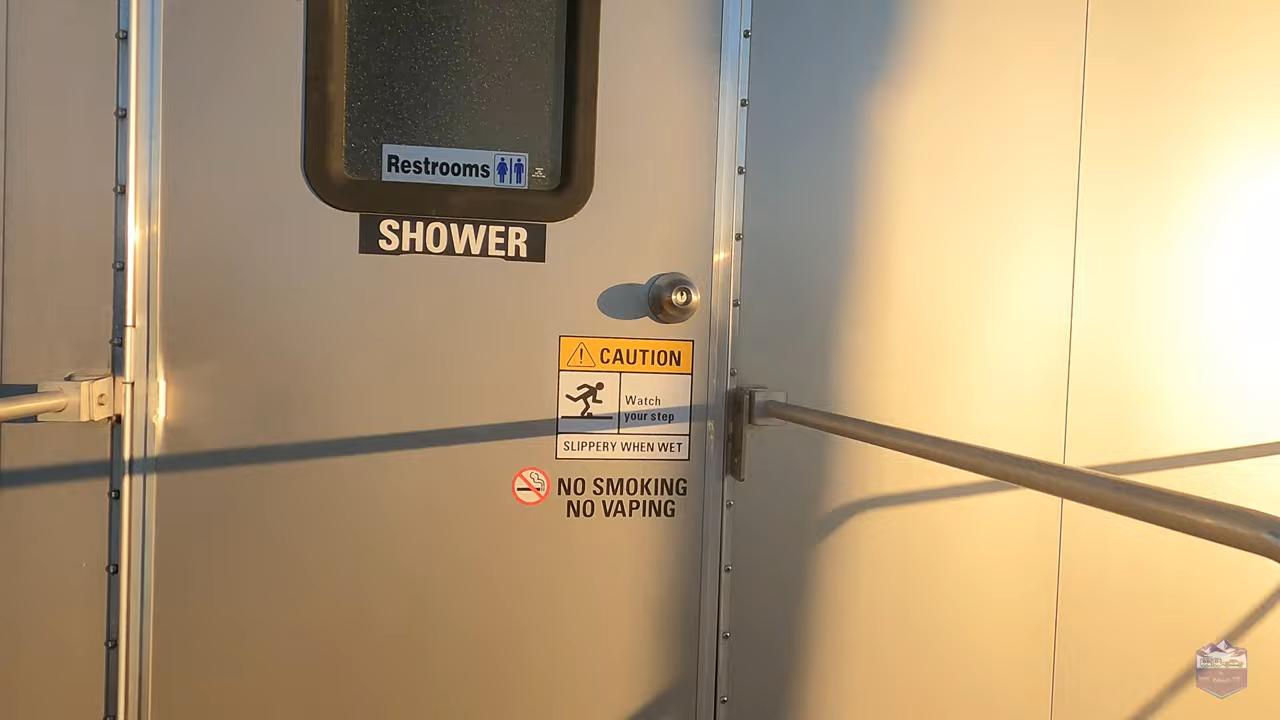 Restrooms
SHOWER
CAUTION
Watch
your step
SLIPPERY WHEN WET
NO SMOKING
NO VAPING